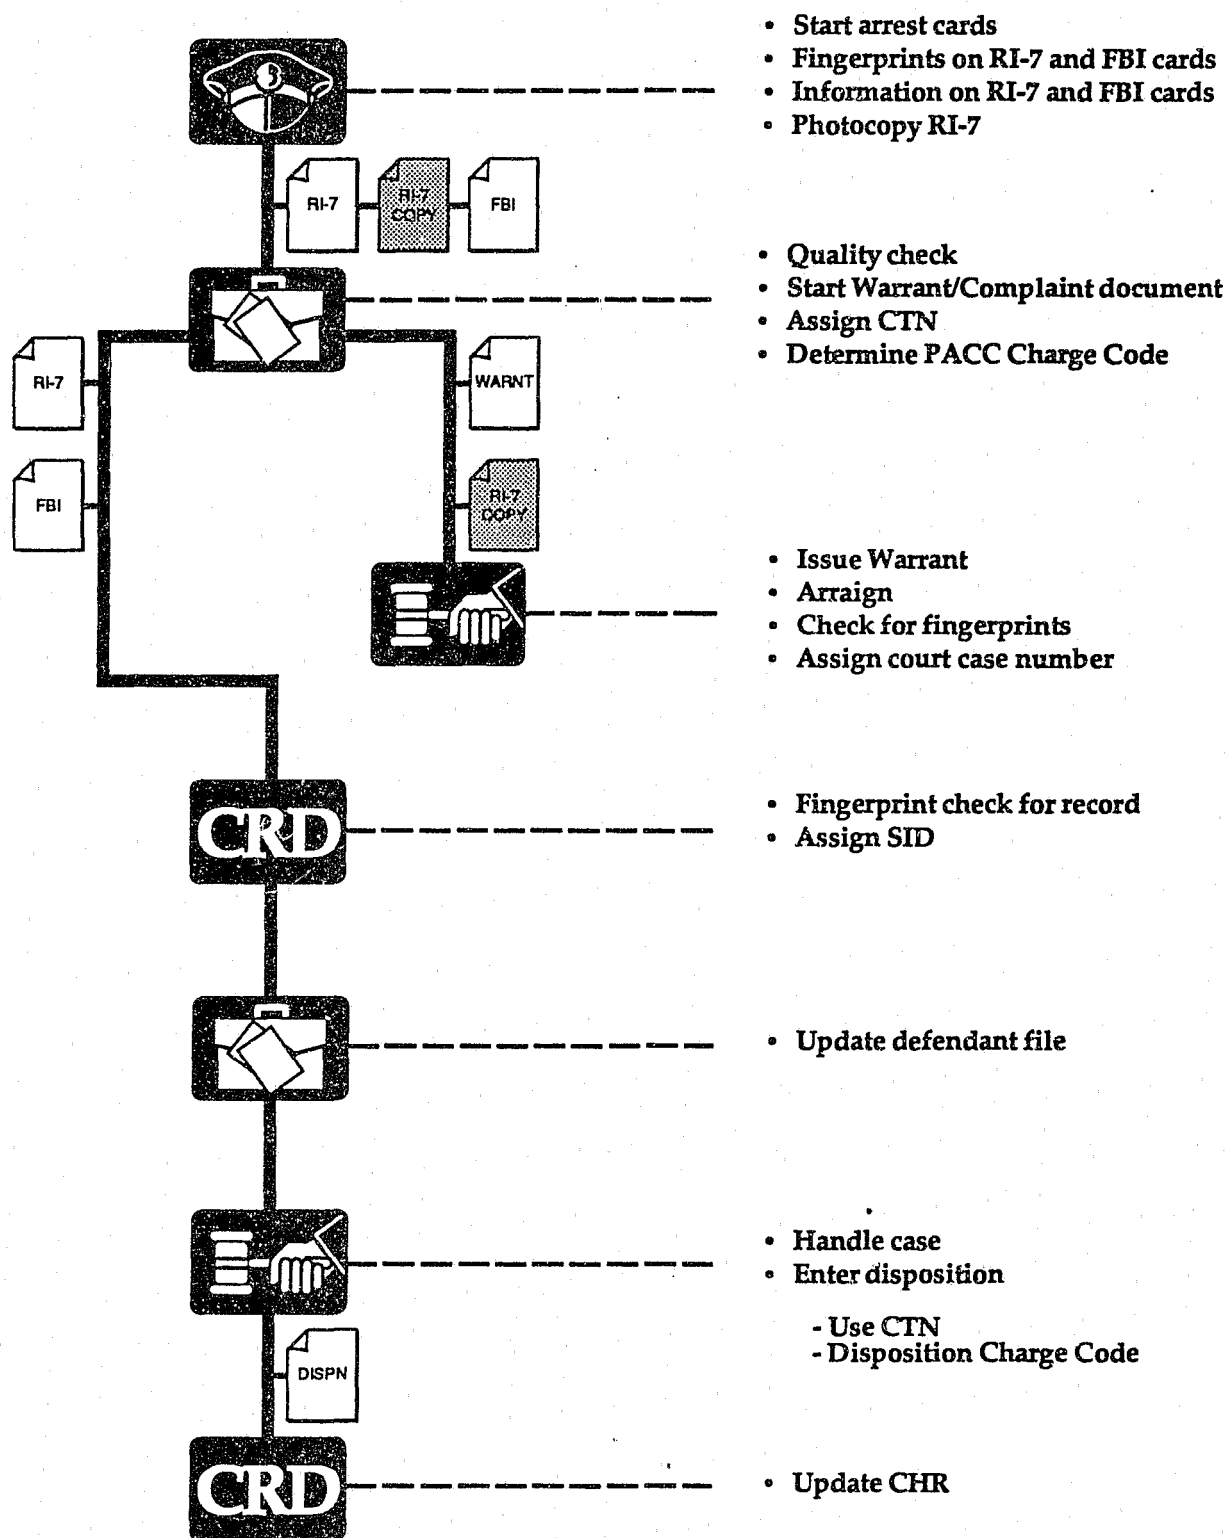 • Start arrest cards
• Fingerprints on RI-7 and FBI cards
• Information on RI-7 and FBI cards
• Photocopy RI-7
RI-7
RI-7
COPY
FBI
• Quality check
• Start Warrant/Complaint document
• Assign CTN
• Determine PACC Charge Code
RI-7
WARNT
FBI
RI-7
COPY
• Issue Warrant
• Arraign
• Check for fingerprints
• Assign court case number
CRD
• Fingerprint check for record
• Assign SID
• Update defendant file
• Handle case
• Enter disposition
- Use CTN
- Disposition Charge Code
DISPN
CRD
• Update CHR